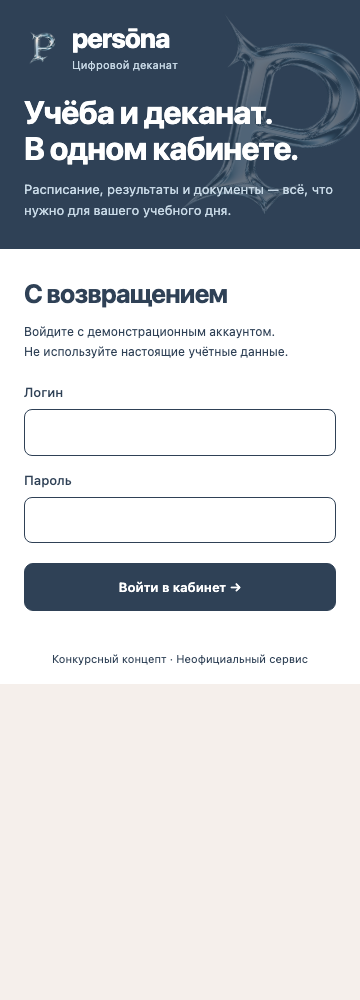 persōna
Цифровой деканат
Учёба и деканат.
В одном кабинете.
Расписание, результаты и документы — всё, что
нужно для вашего учебного дня.
С возвращением
Войдите с демонстрационным аккаунтом.
Не используйте настоящие учётные данные.
Логин
Пароль
Войти в кабинет →
Конкурсный концепт · Неофициальный сервис